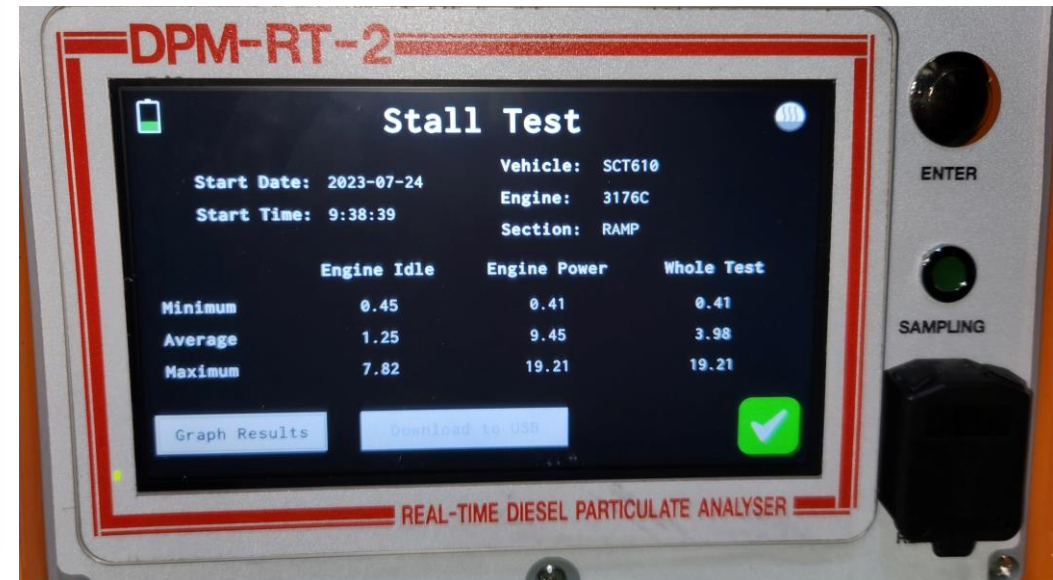 DPM-RT-2
Stall Test
Start Date: 2023-07-24
Start Time: 9:38:39
Vehicle: SCT610
Engine: 3176C
Section: RAMP
Engine Idle Engine Power Whole Test
Minimum 0.45 0.41 0.41
Average 1.25 9.45 3.98
Maximum 7.82 19.21 19.21
Graph Results Download to USB
REAL-TIME DIESEL PARTICULATE ANALYSER
ENTER
SAMPLING